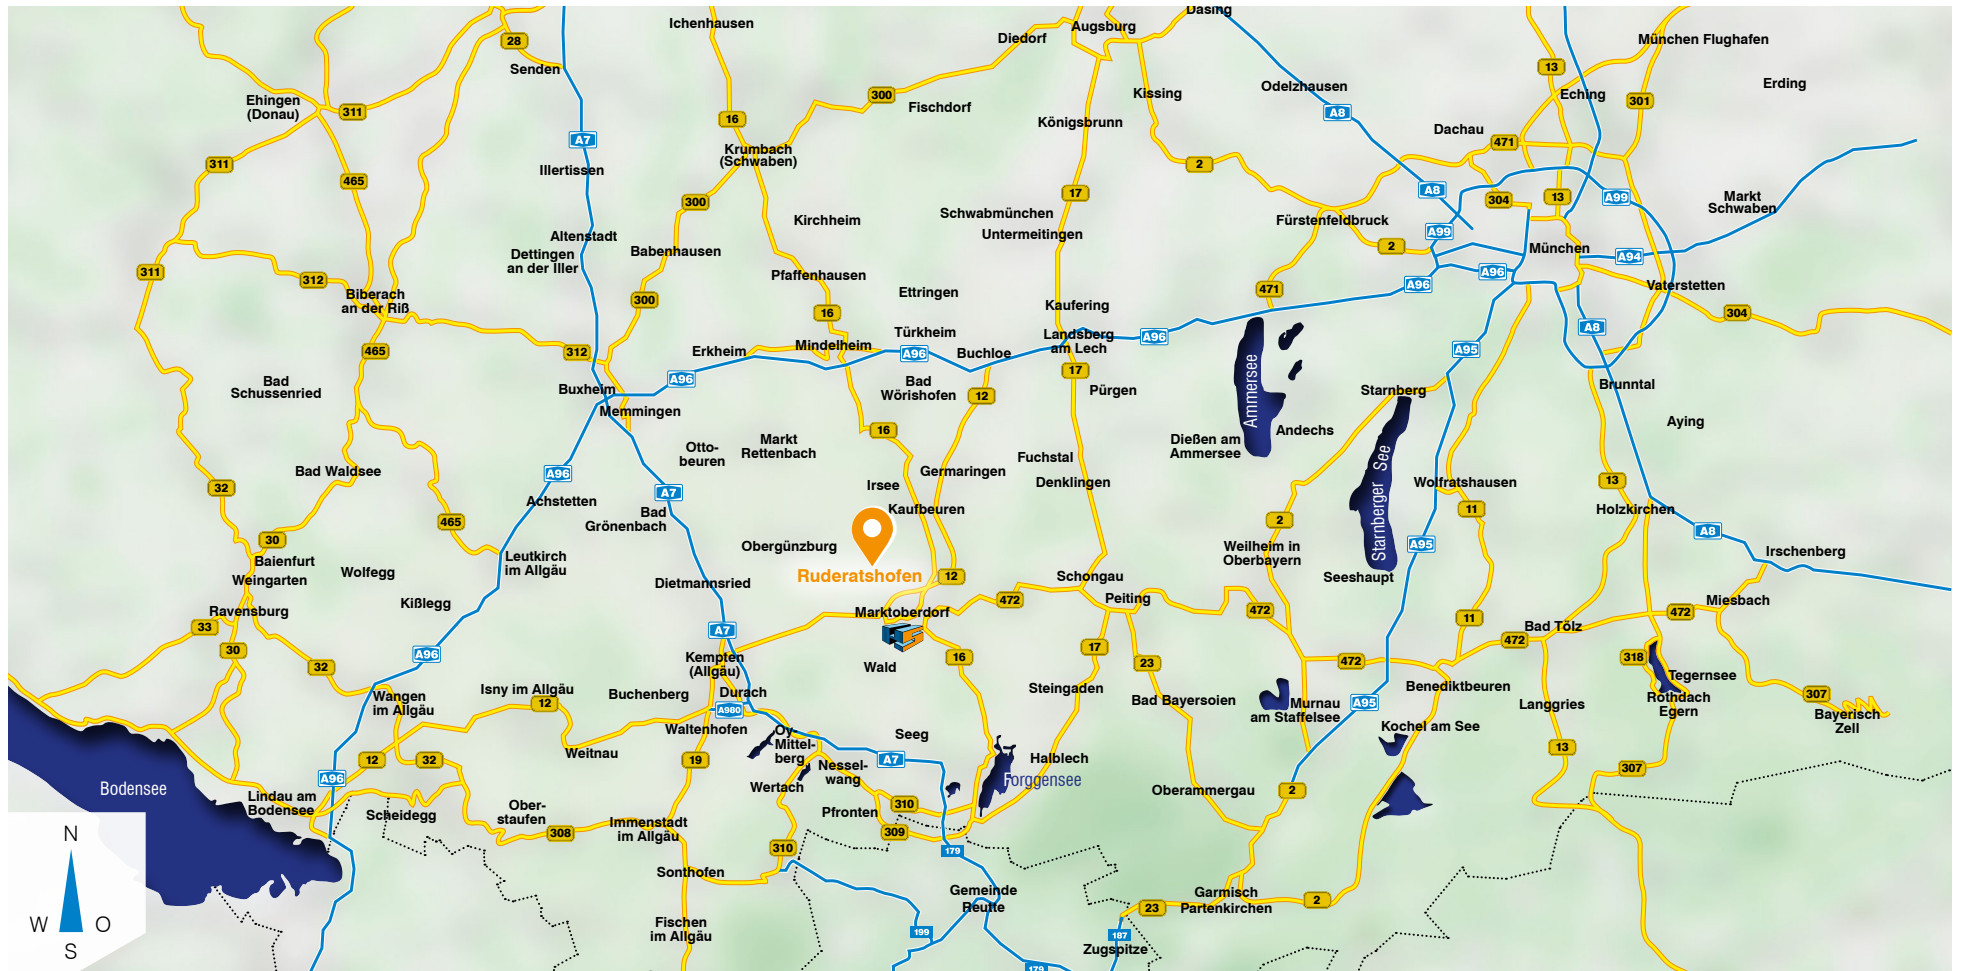 Dasing
Ichenhausen
Augsburg
Diedorf
28
München Flughafen
Senden
13
Erding
Odelzhausen
Kissing
300
Eching
301
Ehingen
(Donau)
311
Fischdorf
A8
16
Königsbrunn
Dachau
A7
471
Krumbach
(Schwaben)
311
2
Illertissen
465
A8
17
300
304
13
A99
Markt
Schwaben
Kirchheim
Schwabmünchen
Fürstenfeldbruck
Untermeitingen
A99
Altenstadt
2
München
Babenhausen
Dettingen
an der Iller
A94
311
312
Pfaffenhausen
A96
A96
471
Vaterstetten
Biberach
an der Riß
300
Ettringen
Kaufering
16
304
Türkheim
A8
Landsberg
am Lech
A96
Mindelheim
465
312
Erkheim
A96
Buchloe
A95
A96
17
Bad
Schussenried
Buxheim
Bad
Wörishofen
12
Pürgen
Ammersee
Starnberg
Brunntal
Memmingen
Aying
16
Andechs
Otto-
beuren
Markt
Rettenbach
Dießen am
Ammersee
Starnberger See
Bad Waldsee
A96
Germaringen
Fuchstal
Denklingen
Wolfratshausen
13
32
Irsee
A7
Achstetten
Kaufbeuren
11
Holzkirchen
465
Bad
Grönenbach
2
A8
30
Obergünzburg
Weilheim in
Oberbayern
A95
Irschenberg
Baienfurt
Leutkirch
im Allgäu
Wolfegg
Weingarten
Ruderatshofen
12
Schongau
Seeshaupt
Dietmannsried
Kißlegg
472
Peiting
Miesbach
Ravensburg
Marktoberdorf
472
472
33
A7
11
Bad Tölz
472
30
A96
Kempten
(Allgäu)
16
17
23
472
318
32
Wald
Tegernsee
Isny im Allgäu
Buchenberg
Durach
Steingaden
Benediktbeuren
307
Wangen
im Allgäu
12
A980
Bad Bayersoien
Murnau
am Staffelsee
A95
Langgries
Rothdach
Egern
Bayerisch
Zell
Waltenhofen
Oy-
Mittel-
berg
Seeg
Kochel am See
Weitnau
13
12
32
19
A7
Halblech
307
A96
Nessel-
wang
Forggensee
Bodensee
Wertach
Oberammergau
2
Lindau am
Bodensee
Scheidegg
Ober-
staufen
310
Pfronten
Immenstadt
im Allgäu
308
309
N
310
179
Sonthofen
Gemeinde
Reutte
Garmisch
Partenkirchen
2
23
W
O
Fischen
im Allgäu
199
187
S
Zugspitze
179